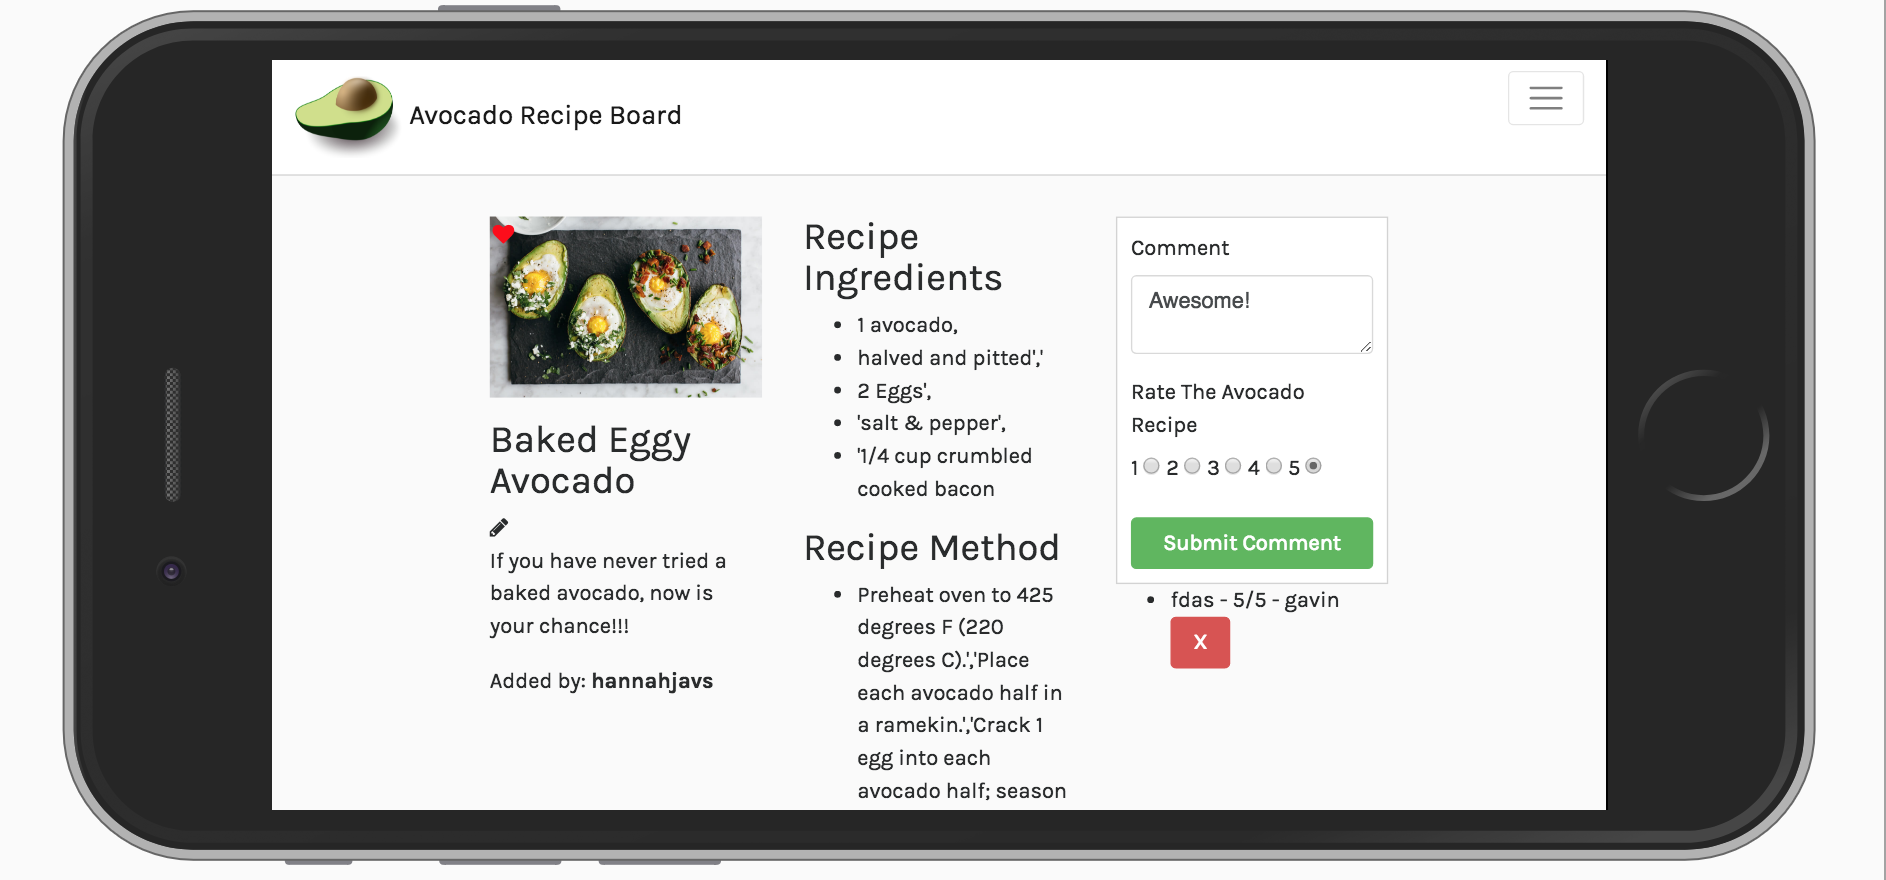 Avocado Recipe Board
Baked Eggy
Avocado
If you have never tried a
baked avocado, now is
your chance!!!
Added by: hannahjavs
Recipe
Ingredients
• 1 avocado,
• halved and pitted','
• 2 Eggs',
• 'salt & pepper',
• '1/4 cup crumbled
cooked bacon
Recipe Method
• Preheat oven to 425
degrees F (220
degrees C).','Place
each avocado half in
a ramekin.','Crack 1
egg into each
avocado half; season
Comment
Awesome!
Rate The Avocado
Recipe
1 2 3 4 5
Submit Comment
• fdas - 5/5 - gavin
X